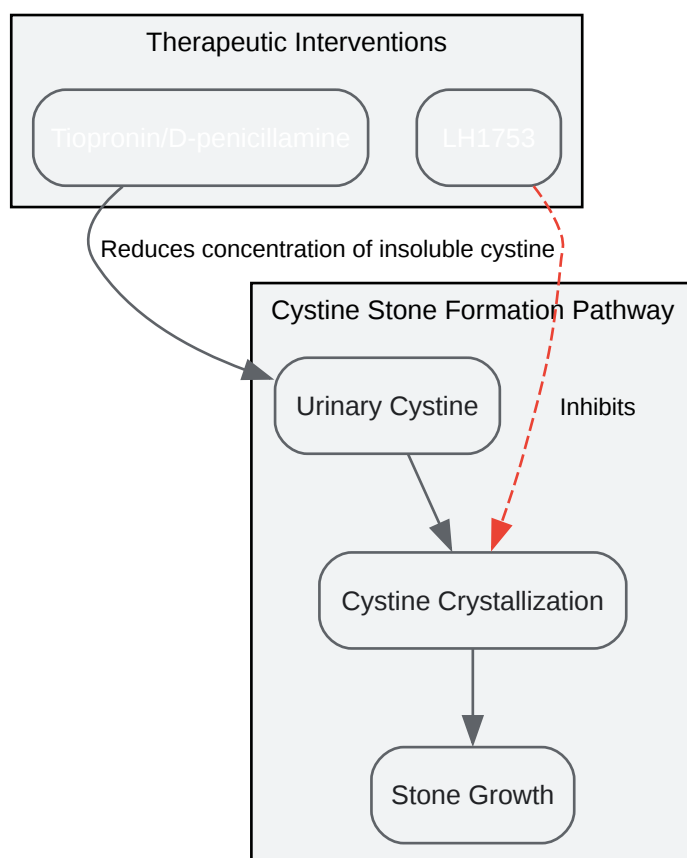 Therapeutic Interventions
Tiopronin/D-penicillamine
LH1753
Reduces concentration of insoluble cystine
Cystine Stone Formation Pathway
Urinary Cystine
Inhibits
Cystine Crystallization
Stone Growth